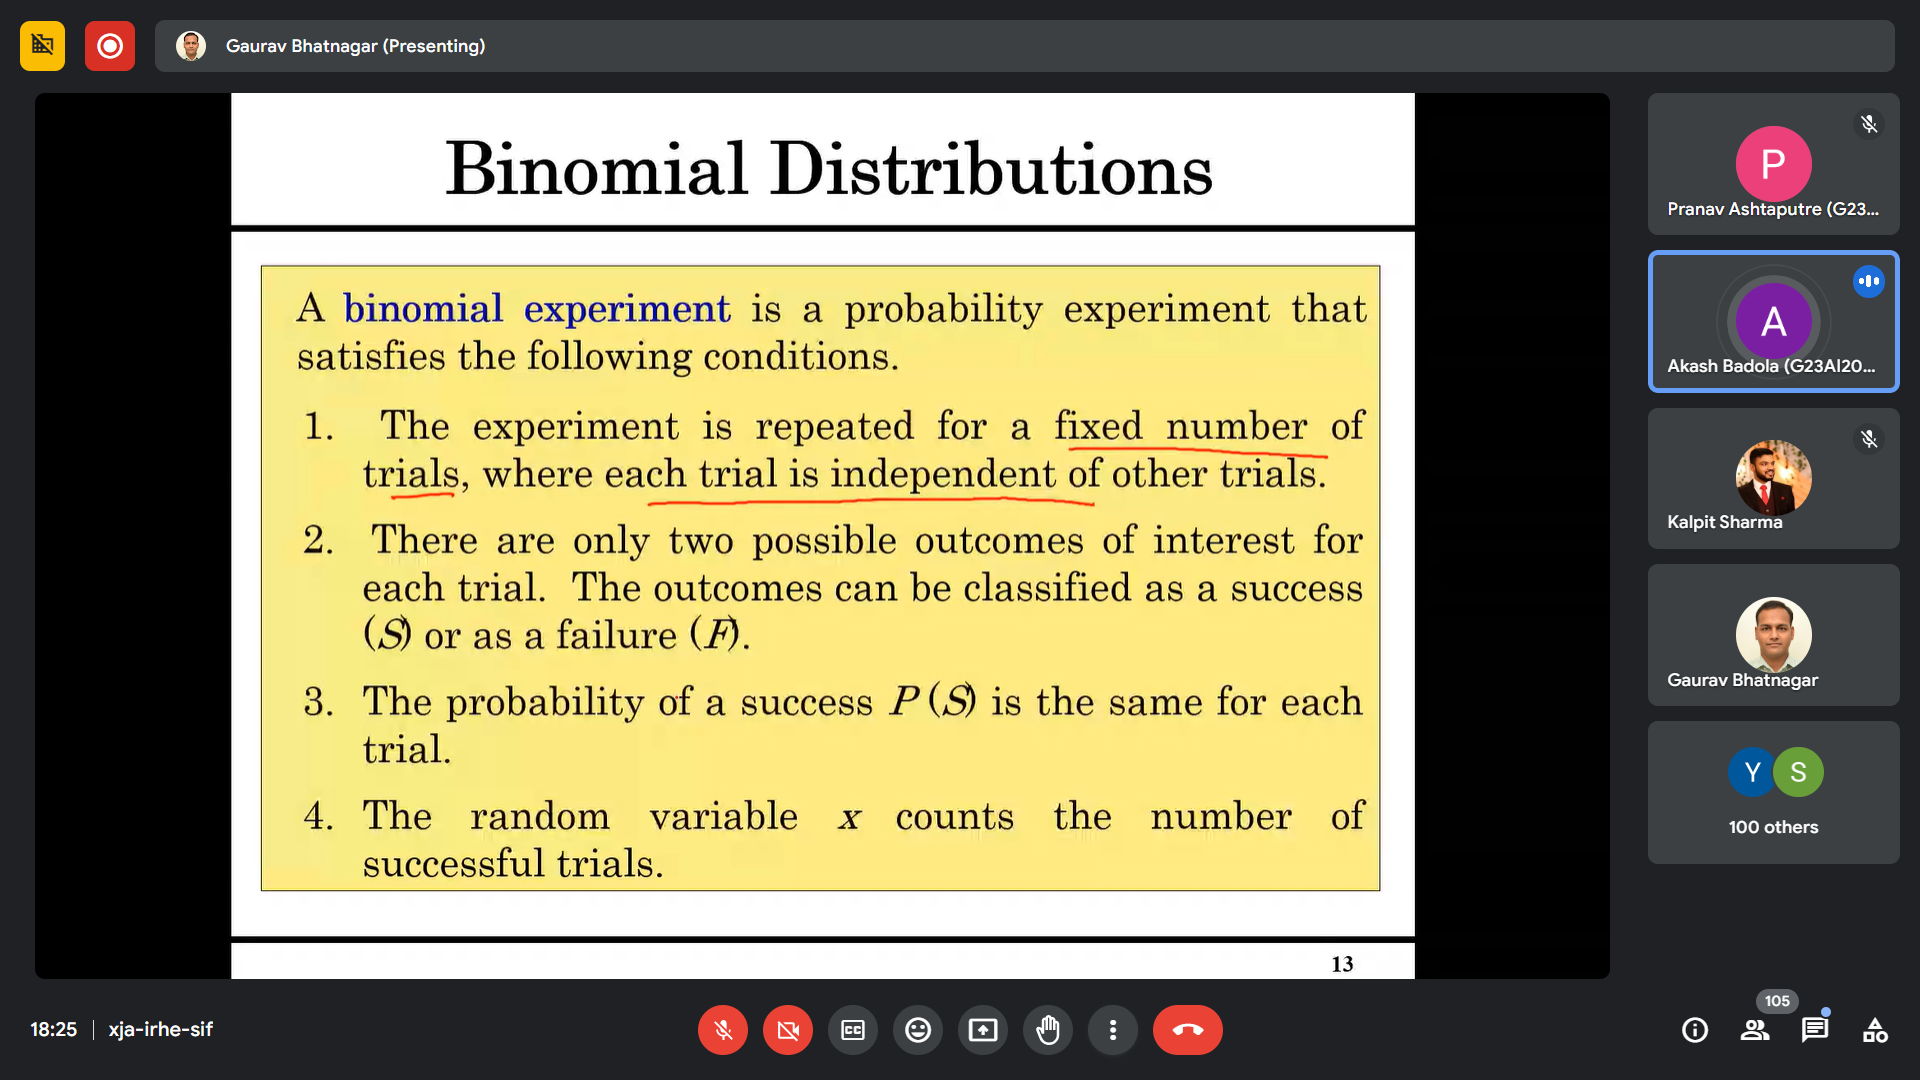 Gaurav Bhatnagar (Presenting)
Binomial Distributions
A binomial experiment is a probability experiment that
satisfies the following conditions.
1. The experiment is repeated for a fixed number of
trials, where each trial is independent of other trials.
2. There are only two possible outcomes of interest for
each trial. The outcomes can be classified as a success
(S) or as a failure (F).
3. The probability of a success P (S) is the same for each
trial.
4. The random variable x counts the number of
successful trials.
13
P
Pranav Ashtaputre (G23...
A
Akash Badola (G23AI20...
Kalpit Sharma
Gaurav Bhatnagar
Y S
100 others
18:25 | xja-irhe-sif
CC
105